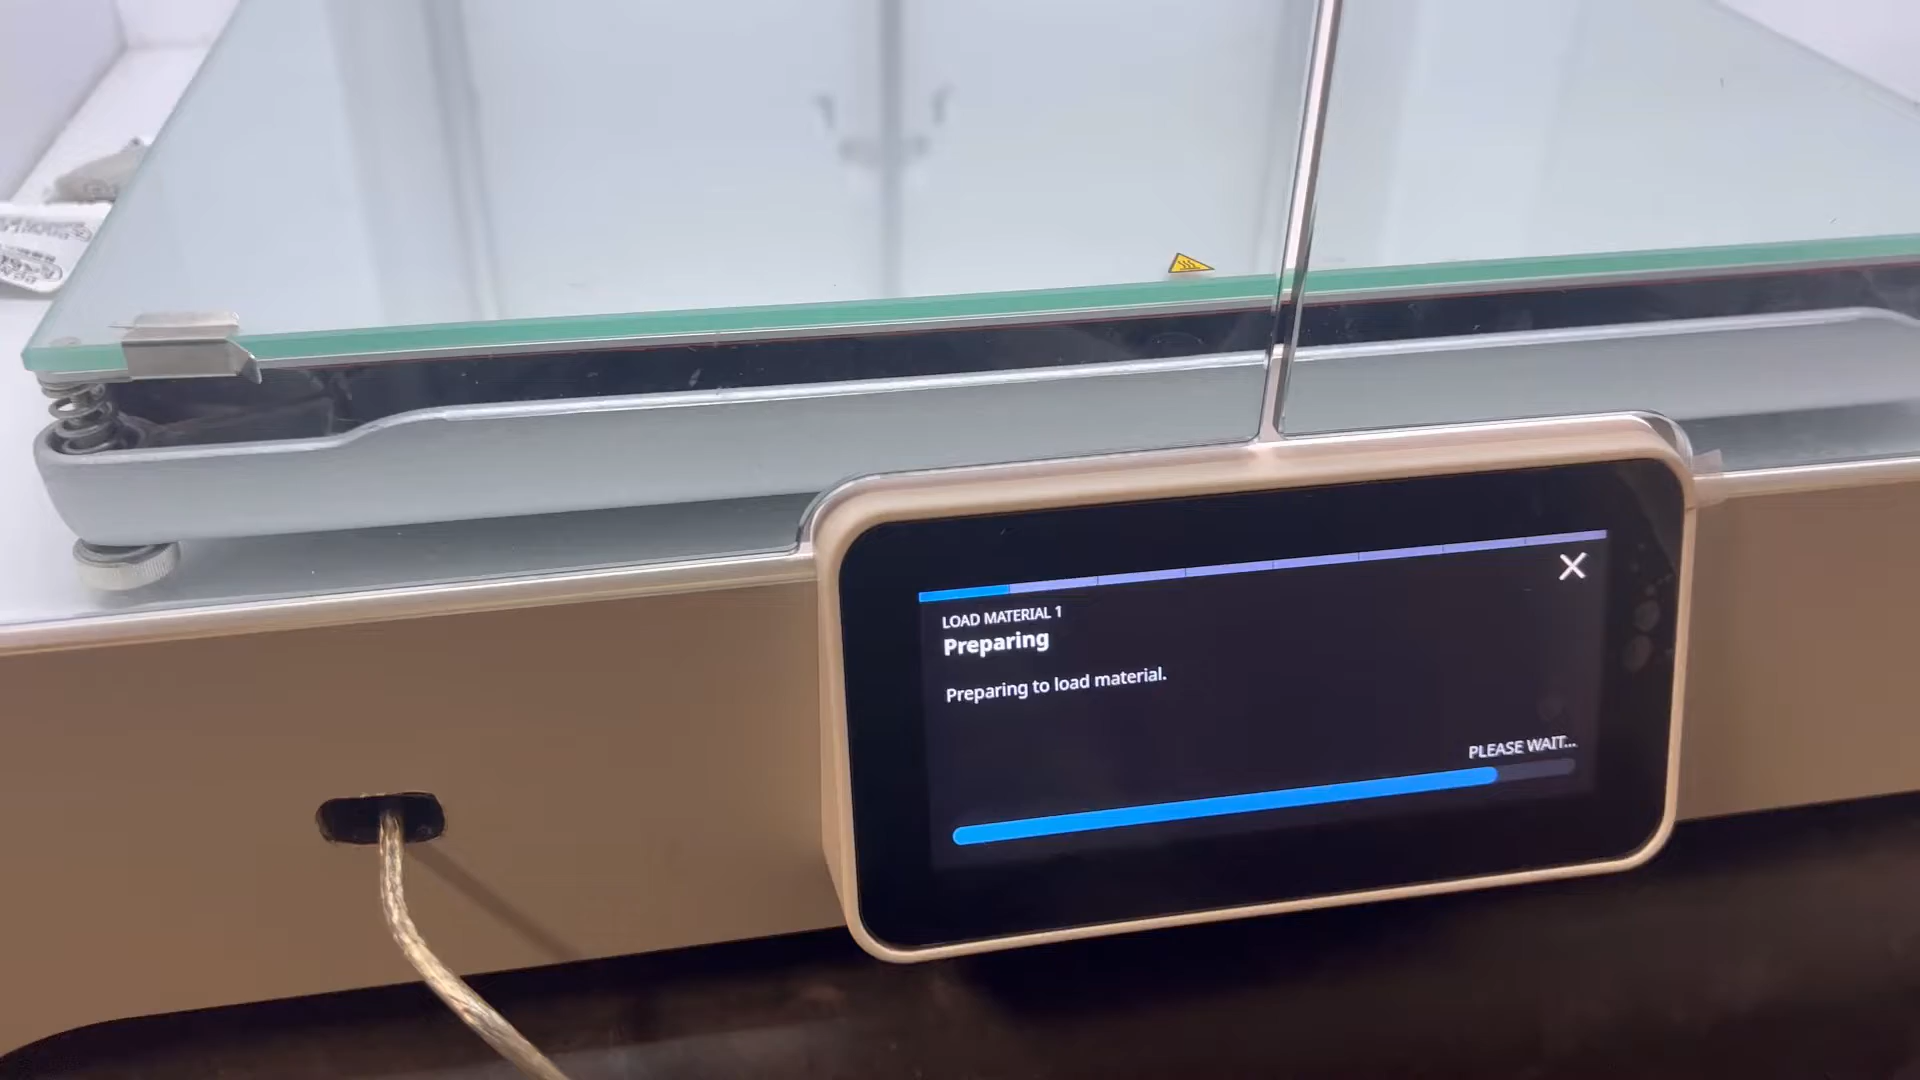 LOAD MATERIAL 1
Preparing
Preparing to load material.
PLEASE WAIT...